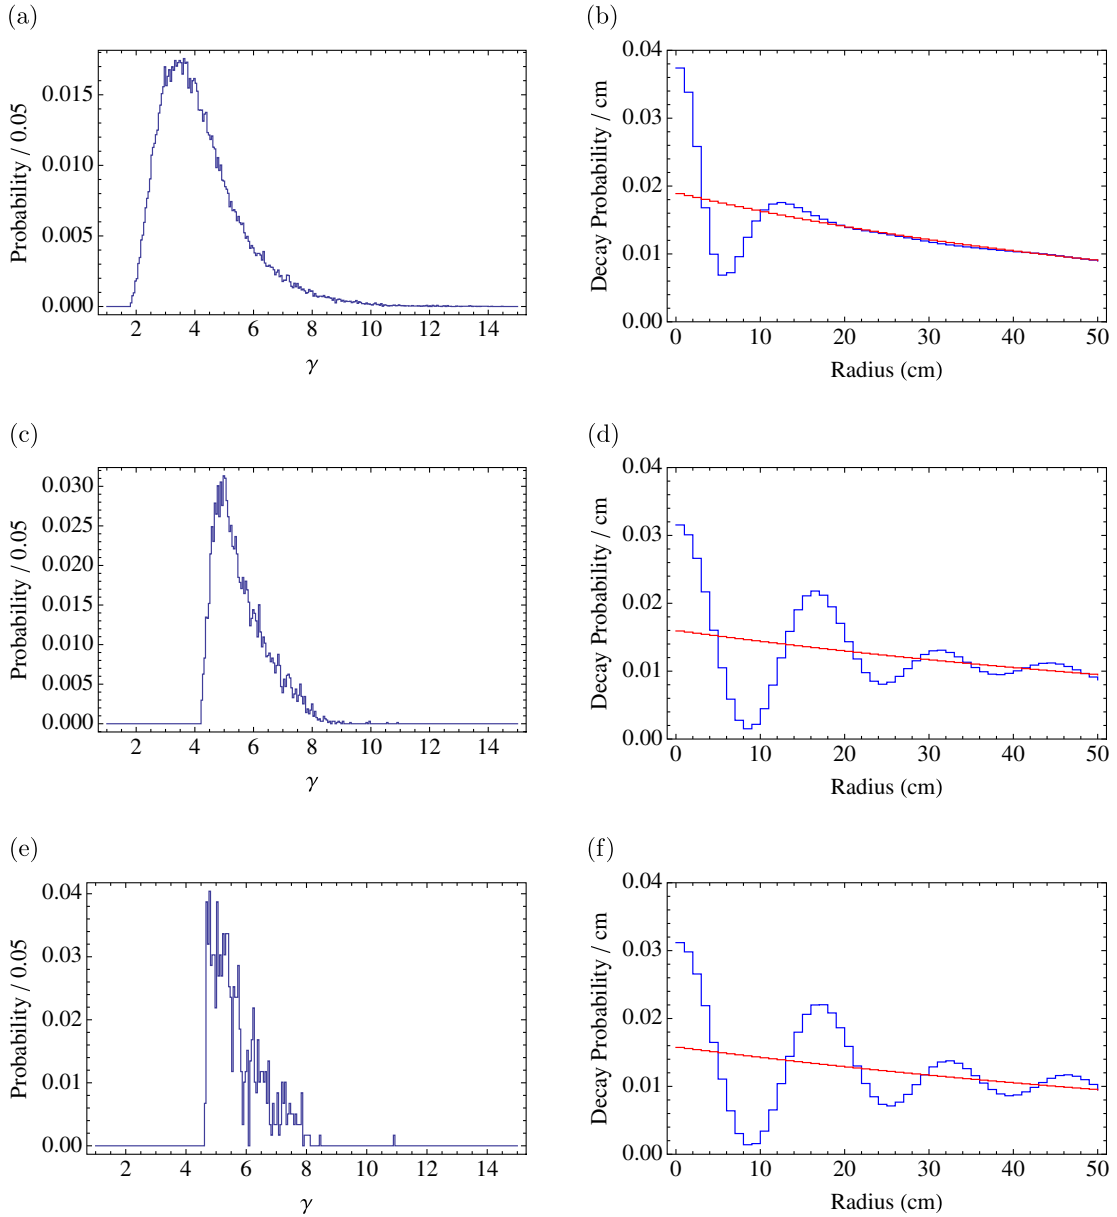 (a)
(b)
Probability / 0.05
0.015
0.010
0.005
0.000
2 4 6 8 10 12 14
γ
Decay Probability / cm
0.04
0.03
0.02
0.01
0.00
0 10 20 30 40 50
Radius (cm)
(c)
(d)
Probability / 0.05
0.030
0.025
0.020
0.015
0.010
0.005
0.000
2 4 6 8 10 12 14
γ
Decay Probability / cm
0.04
0.03
0.02
0.01
0.00
0 10 20 30 40 50
Radius (cm)
(e)
(f)
Probability / 0.05
0.04
0.03
0.02
0.01
0.00
2 4 6 8 10 12 14
γ
Decay Probability / cm
0.04
0.03
0.02
0.01
0.00
0 10 20 30 40 50
Radius (cm)